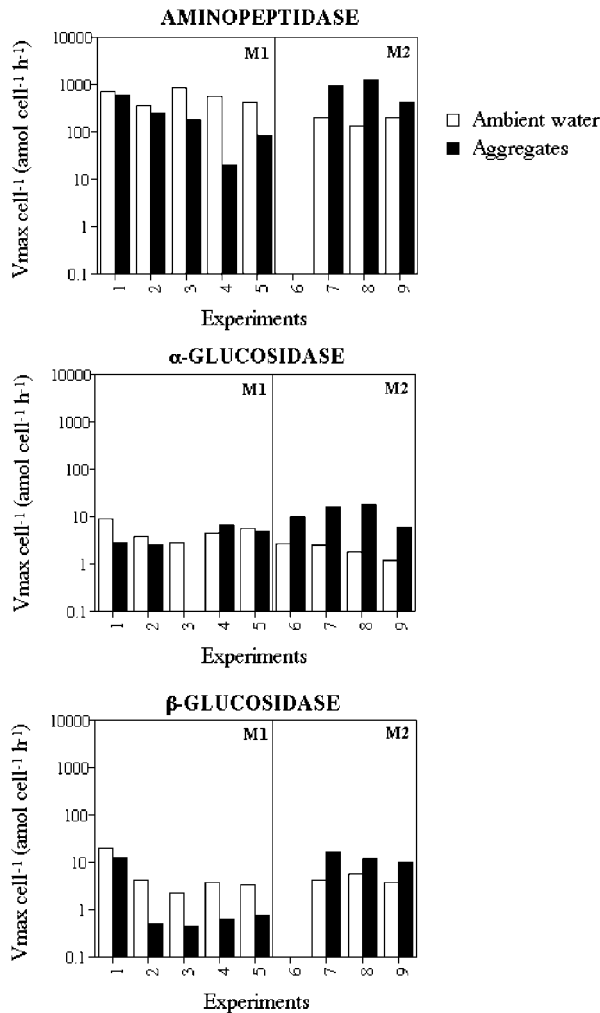 AMINOPEPTIDASE
Vmax cell⁻¹ (amol cell⁻¹ h⁻¹)
10000
1000
100
10
1
0.1
M1
M2
1 2 3 4 5 6 7 8 9
Experiments
Ambient water
Aggregates
α-GLUCOSIDASE
Vmax cell⁻¹ (amol cell⁻¹ h⁻¹)
10000
1000
100
10
1
0.1
M1
M2
1 2 3 4 5 6 7 8 9
Experiments
β-GLUCOSIDASE
Vmax cell⁻¹ (amol cell⁻¹ h⁻¹)
10000
1000
100
10
1
0.1
M1
M2
1 2 3 4 5 6 7 8 9
Experiments